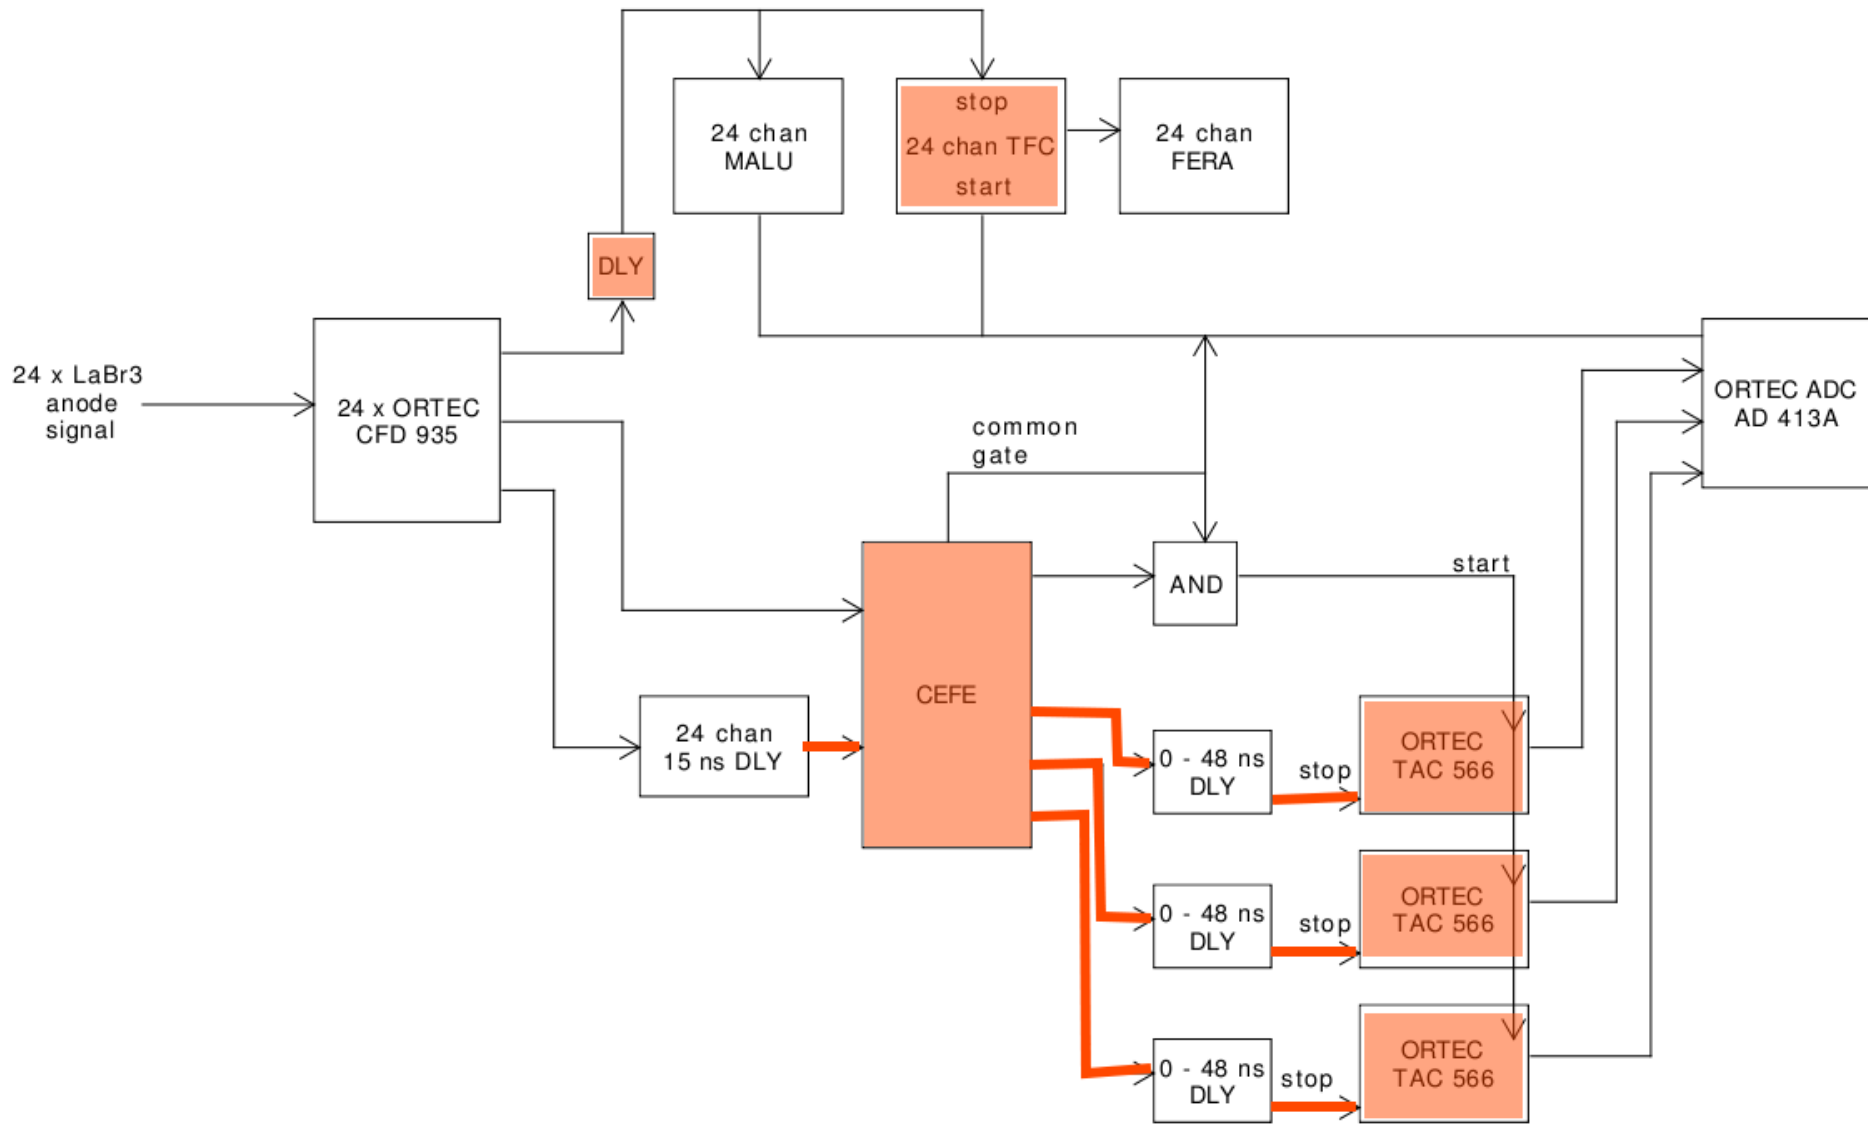 stop
24 chan
MALU
24 chan TFC
24 chan
FERA
start
DLY
24 x LaBr3
anode
signal
24 x ORTEC
CFD 935
ORTEC ADC
AD 413A
common
gate
start
AND
CEFE
24 chan
15 ns DLY
0 - 48 ns
DLY
stop
ORTEC
TAC 566
0 - 48 ns
DLY
stop
ORTEC
TAC 566
0 - 48 ns
DLY
stop
ORTEC
TAC 566